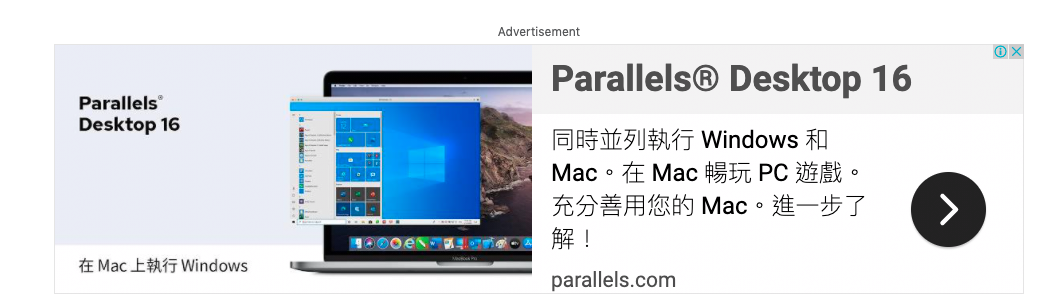 Advertisement
Parallels®
Desktop 16
在 Mac 上執行 Windows
Parallels® Desktop 16
同時並列執行 Windows 和
Mac。在 Mac 暢玩 PC 遊戲。
充分善用您的 Mac。進一步了
解！
parallels.com